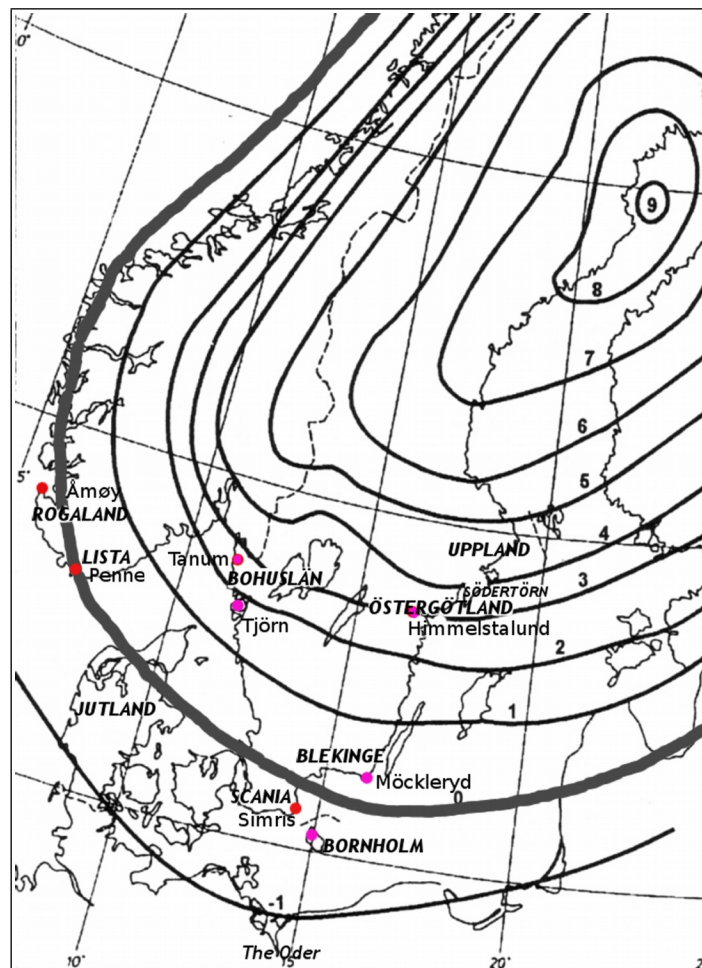 0°
9
8
7
6
5
5°
Åmøy
ROGALAND
4
LISTA
Penne
Tanum
UPPLAND
BOHUSLÄN
3
SÖDERTÖRN
ÖSTERGÖTLAND
Tjörn
Himmelstalund
2
JUTLAND
1
BLEKINGE
Möckleryd
SCANIA
0
Simris
BORNHOLM
-1
The Oder
10°
15°
20°
2